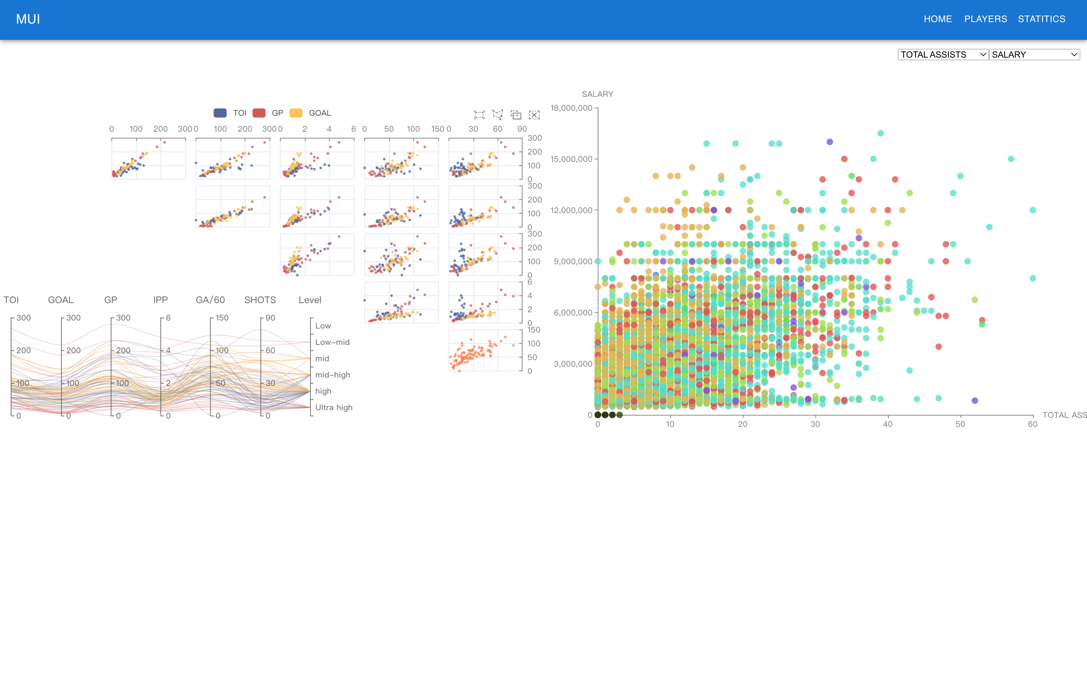 MUI
HOME PLAYERS STATITICS
TOTAL ASSISTS SALARY
SALARY
TOI GP GOAL
0 100 200 300 0 100 200 300 0 2 4 6 0 50 100 150 0 30 60 90
300
200
100
0
300
200
100
0
300
200
100
0
6
4
2
0
150
100
50
0
TOI GOAL GP IPP GA/60 SHOTS Level
300 300 300 6 150 90
200 200 200 4 100 60
100 100 100 2 50 30
0 0 0 0 0 0
Low
Low-mid
mid
mid-high
high
Ultra high
18,000,000
15,000,000
12,000,000
9,000,000
6,000,000
3,000,000
0
0 10 20 30 40 50 60
TOTAL ASS